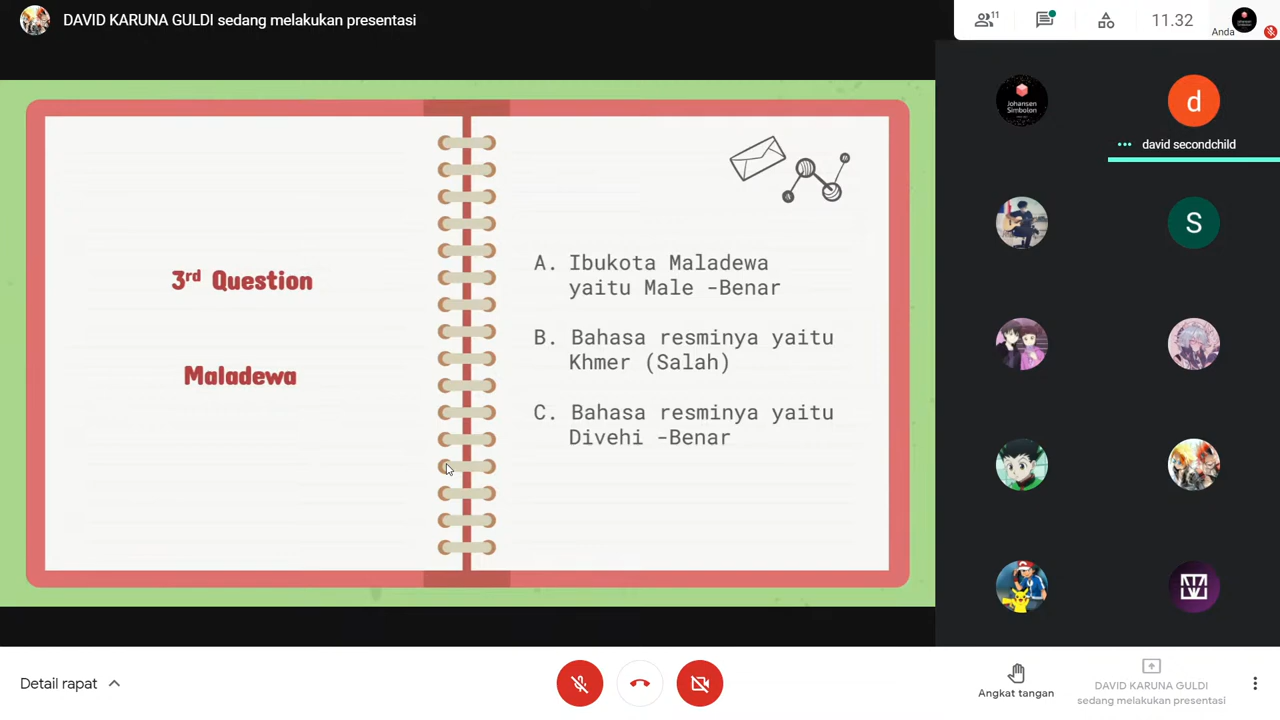 DAVID KARUNA GULDI sedang melakukan presentasi
11
11.32
Anda
Johansen
Simbolon
d
david secondchild
S
3rd Question
Maladewa
A. Ibukota Maladewa
yaitu Male -Benar
B. Bahasa resminya yaitu
Khmer (Salah)
C. Bahasa resminya yaitu
Divehi -Benar
Detail rapat
Angkat tangan
DAVID KARUNA GULDI
sedang melakukan presentasi